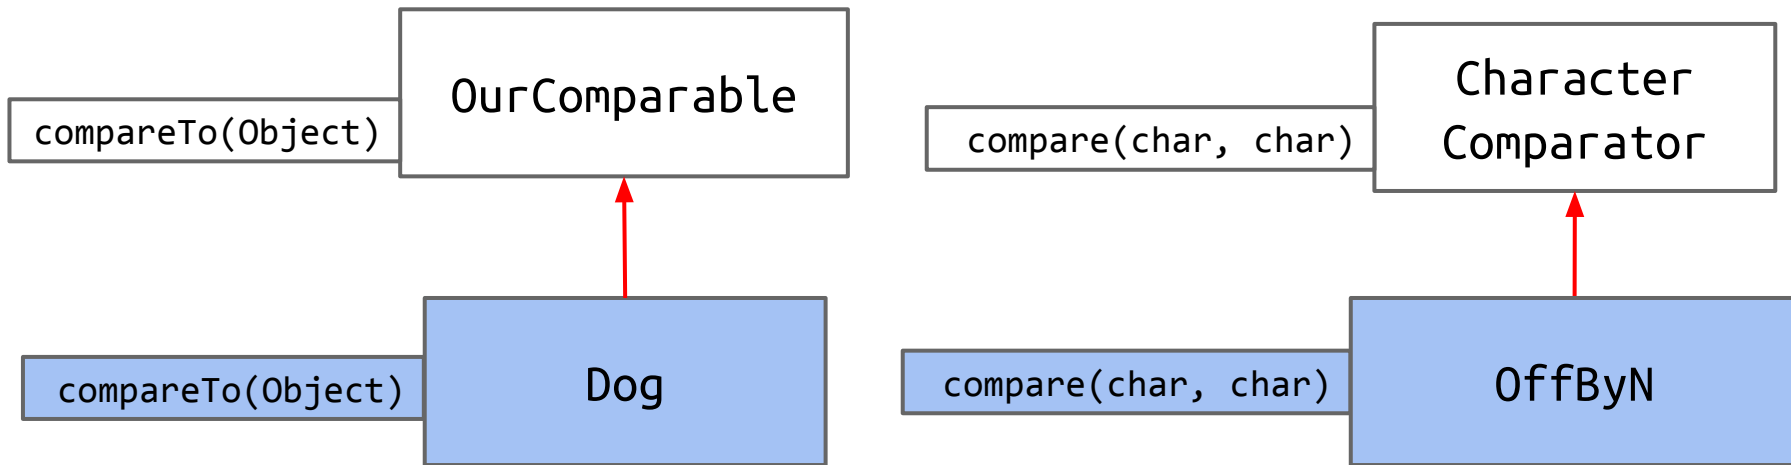 OurComparable
compareTo(Object)
Dog
compareTo(Object)
Character
Comparator
compare(char, char)
OffByN
compare(char, char)